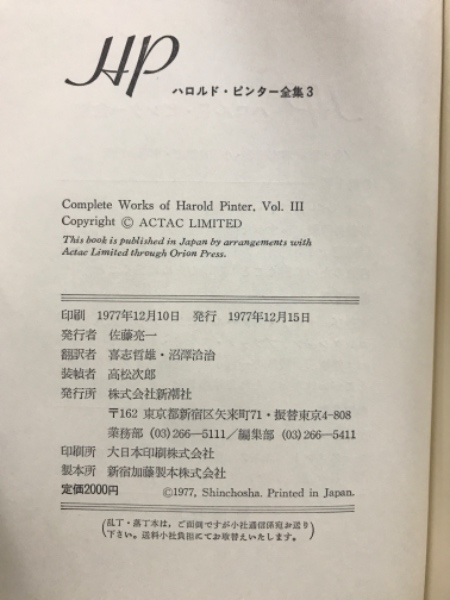 HP
ハロルド・ピンター全集3
Complete Works of Harold Pinter, Vol. III
Copyright © ACTAC LIMITED
This book is published in Japan by arrangements with
Actac Limited through Orion Press.
印刷 1977年12月10日 発行 1977年12月15日
発行者 佐藤亮一
翻訳者 喜志哲雄・沼澤洽治
装幀者 高松次郎
発行所 株式会社新潮社
〒162 東京都新宿区矢来町71・振替東京4-808
業務部 (03)266—5111／編集部 (03)266—5411
印刷所 大日本印刷株式会社
製本所 新宿加藤製本株式会社
定価2000円 ©1977, Shinchosha. Printed in Japan.
(乱丁・落丁本は、ご面倒ですが小社通信係宛お送り
下さい。送料小社負担にてお取替えいたします。)